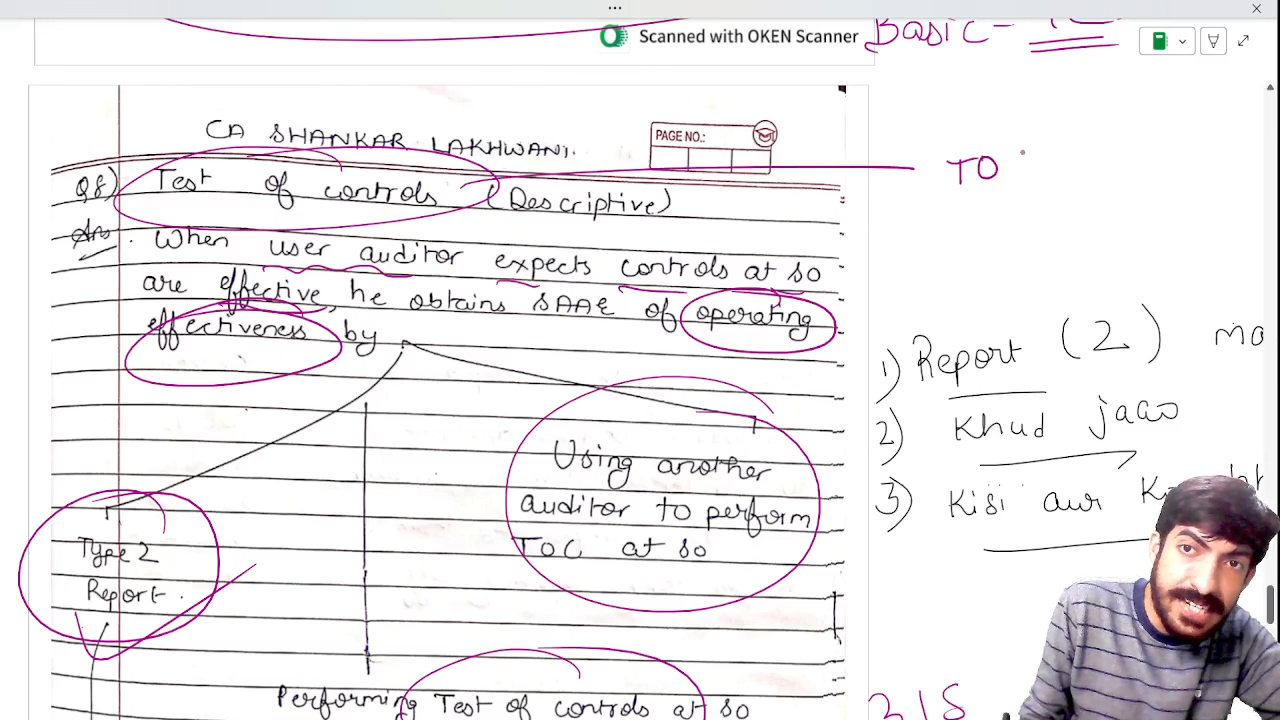 Basic -
Scanned with OKEN Scanner
CA SHANKAR LAKHWANI.
PAGE NO.:
Q8) Test of controls (Descriptive)
TO
Ans. When user auditor expects controls at so
are effective, he obtains SAAE of operating
effectiveness by
1) Report (2)
2) Khud jaao
3) Kisi aur
Using another
auditor to perform
TOC at so
Type 2
Report.
Performing Test of controls at so